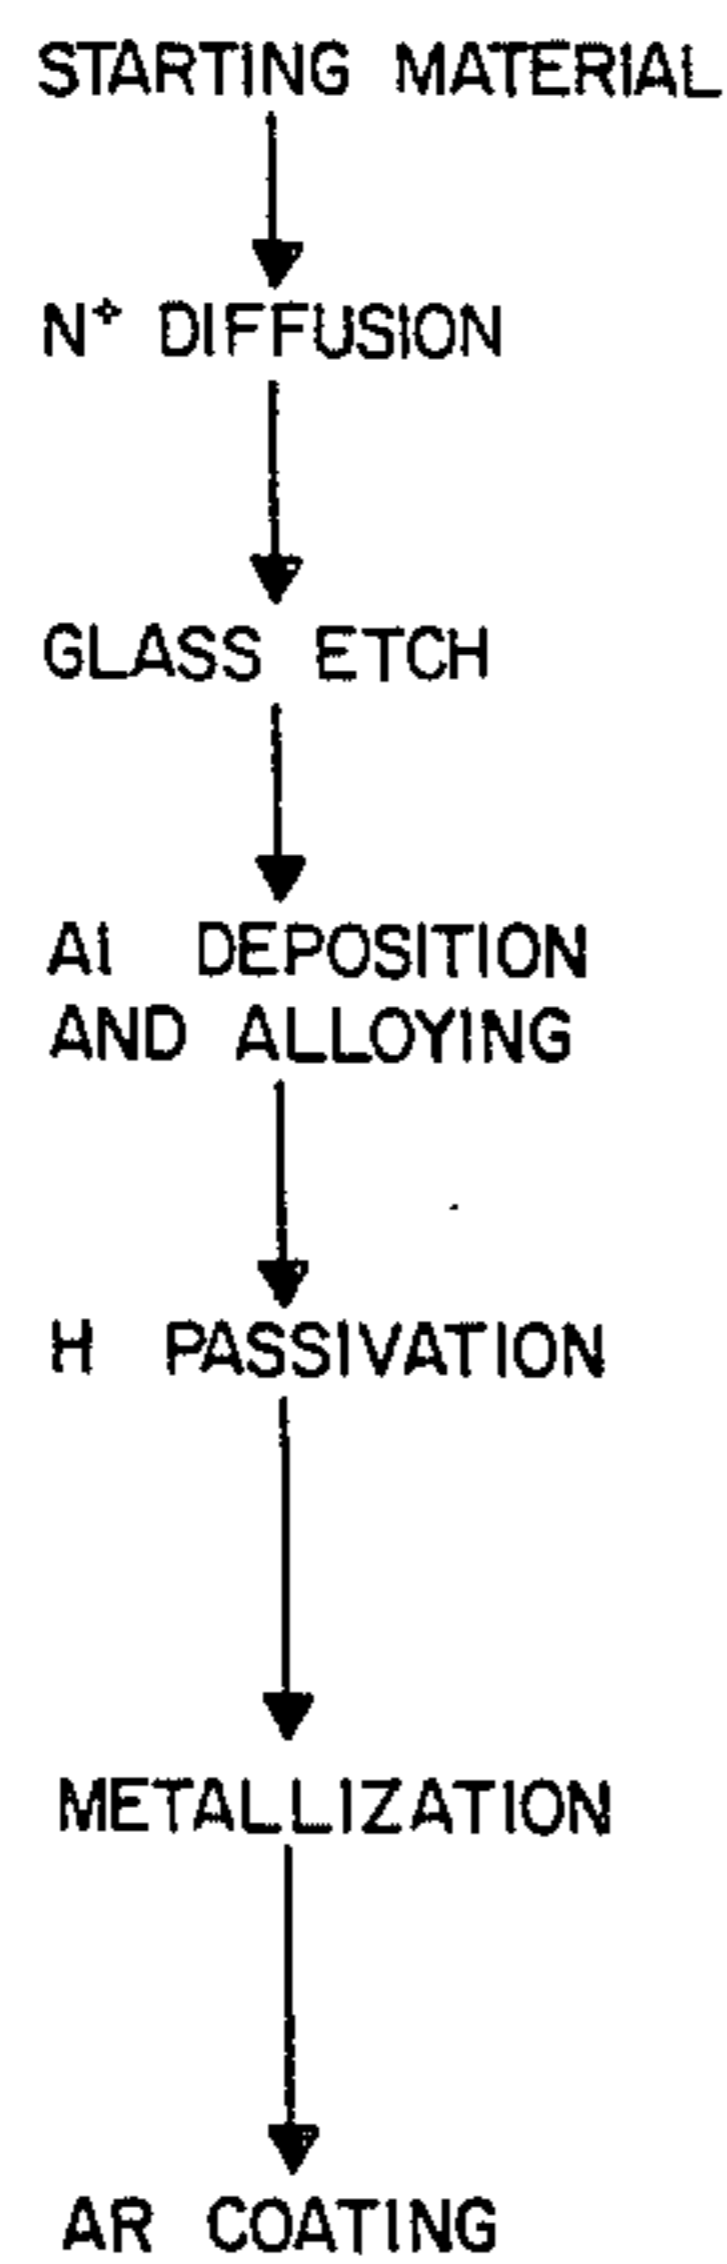 STARTING MATERIAL
N⁺ DIFFUSION
GLASS ETCH
Al DEPOSITION
AND ALLOYING
H PASSIVATION
METALLIZATION
AR COATING